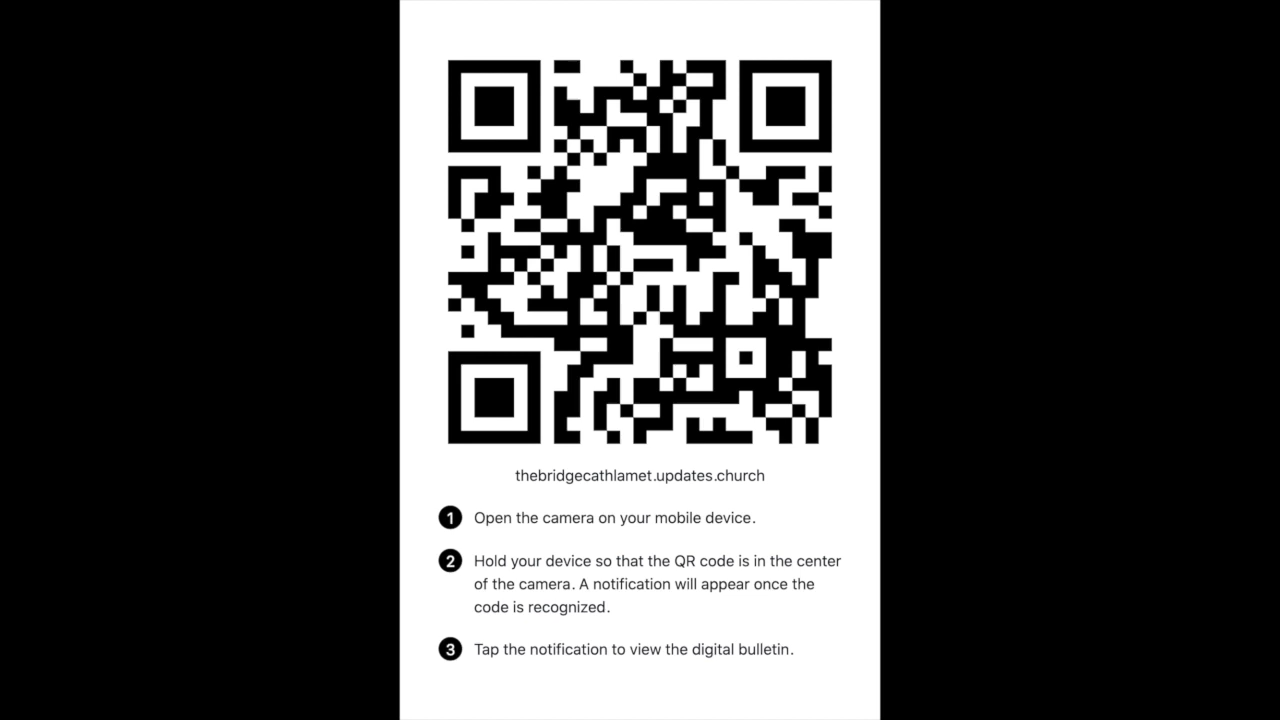 thebridgecathlamet.updates.church
1 Open the camera on your mobile device.
2 Hold your device so that the QR code is in the center
of the camera. A notification will appear once the
code is recognized.
3 Tap the notification to view the digital bulletin.